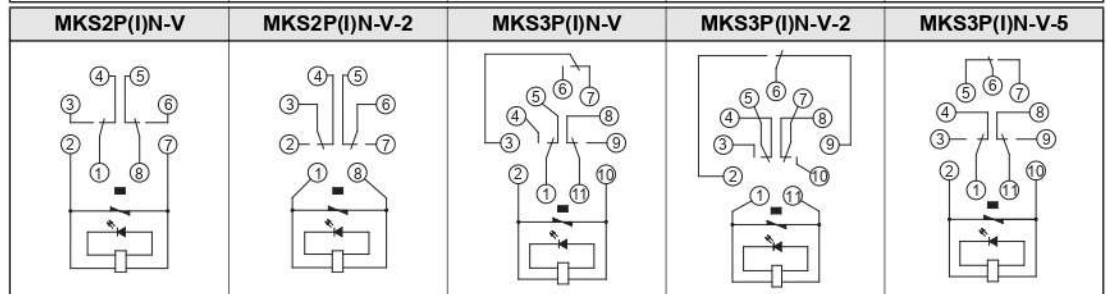 MKS2P(I)N-V MKS2P(I)N-V-2 MKS3P(I)N-V MKS3P(I)N-V-2 MKS3P(I)N-V-5
4 5 3 6 2 7 1 8
4 5 3 6 2 7 1 8
6 7 5 4 8 3 9 2 10 1 11
6 5 7 4 8 3 9 2 10 1 11
5 6 7 4 8 3 9 2 10 1 11